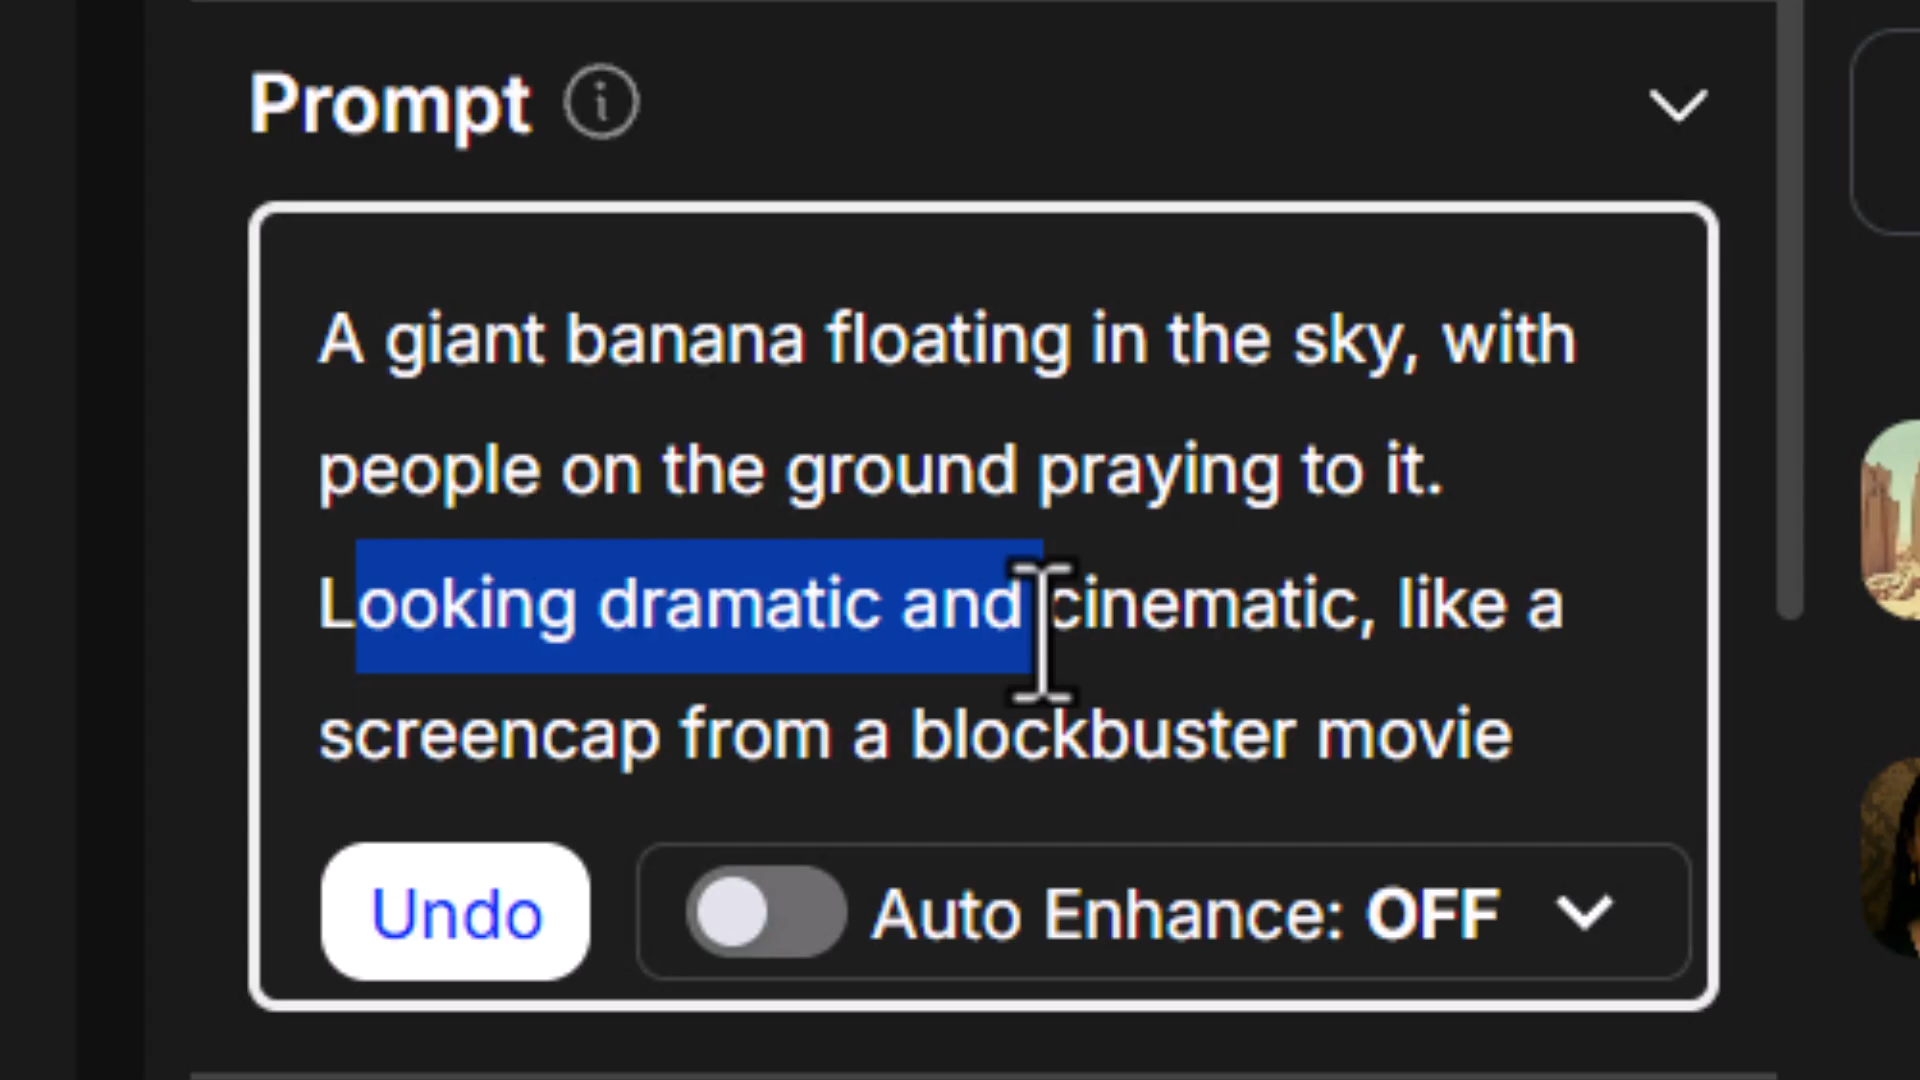 Prompt
A giant banana floating in the sky, with
people on the ground praying to it.
Looking dramatic and cinematic, like a
screencap from a blockbuster movie
Undo
Auto Enhance: OFF